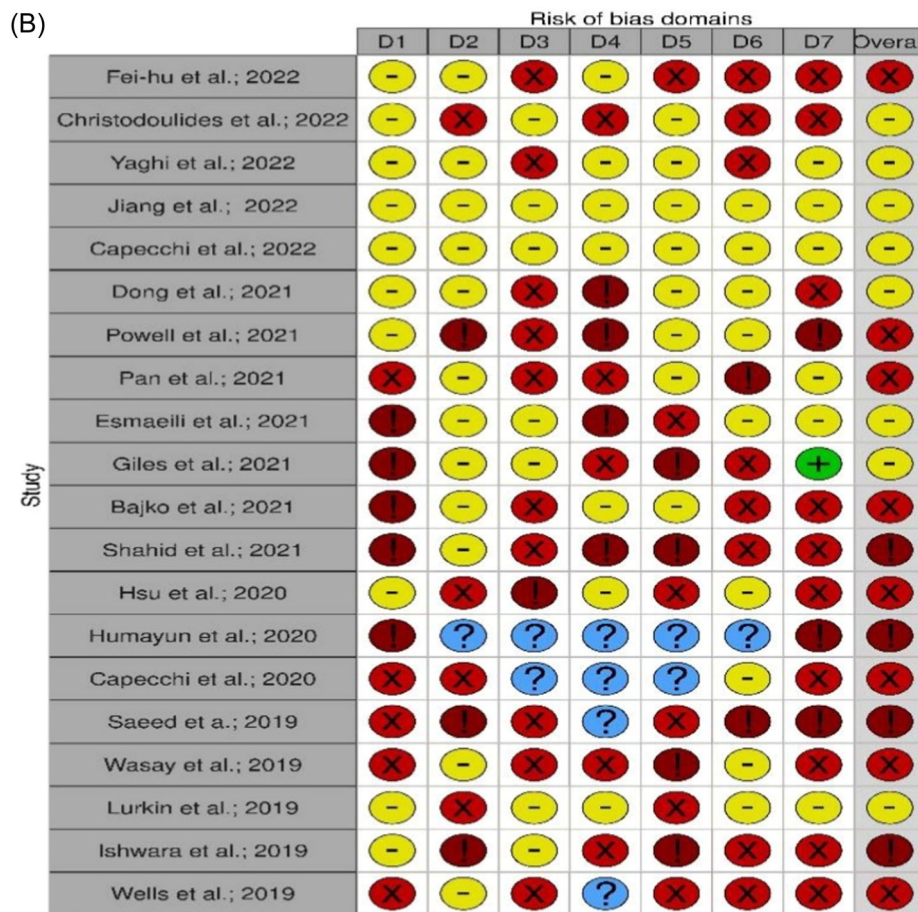 (B)
Risk of bias domains
D1 D2 D3 D4 D5 D6 D7 Overal
Fei-hu et al.; 2022 - - X - X X X X
Christodoulides et al.; 2022 - X - X - X X -
Yaghi et al.; 2022 - - X - - X - -
Jiang et al.; 2022 - - - - - - - -
Capecchi et al.; 2022 - - - - - - - -
Dong et al.; 2021 - - X ! - - X -
Powell et al.; 2021 - ! X ! - - ! X
Pan et al.; 2021 X - X X - ! - X
Esmaeili et al.; 2021 ! - - ! X - - -
Study
Giles et al.; 2021 ! - - X ! X + -
Bajko et al.; 2021 ! - X - - X X X
Shahid et al.; 2021 ! - X ! ! X X !
Hsu et al.; 2020 - X ! - X - X X
Humayun et al.; 2020 ! ? ? ? ? ? ! !
Capecchi et al.; 2020 X X ? ? ? - X X
Saeed et a.; 2019 X ! X ? X ! ! !
Wasay et al.; 2019 X - X X ! - X X
Lurkin et al.; 2019 - X - - X - - -
Ishwara et al.; 2019 - ! - X ! X X !
Wells et al.; 2019 X - X ? X X X X